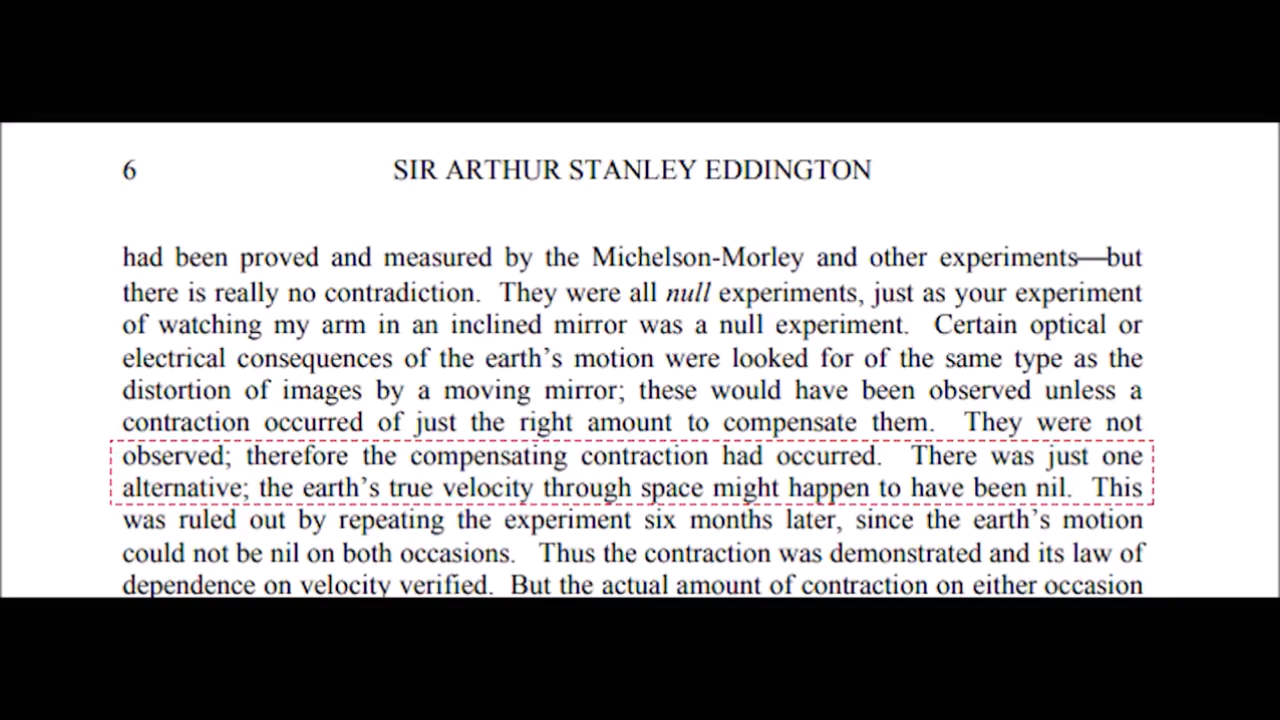 6 SIR ARTHUR STANLEY EDDINGTON
had been proved and measured by the Michelson-Morley and other experiments—but
there is really no contradiction. They were all null experiments, just as your experiment
of watching my arm in an inclined mirror was a null experiment. Certain optical or
electrical consequences of the earth's motion were looked for of the same type as the
distortion of images by a moving mirror; these would have been observed unless a
contraction occurred of just the right amount to compensate them. They were not
observed; therefore the compensating contraction had occurred. There was just one
alternative; the earth's true velocity through space might happen to have been nil. This
was ruled out by repeating the experiment six months later, since the earth's motion
could not be nil on both occasions. Thus the contraction was demonstrated and its law of
dependence on velocity verified. But the actual amount of contraction on either occasion